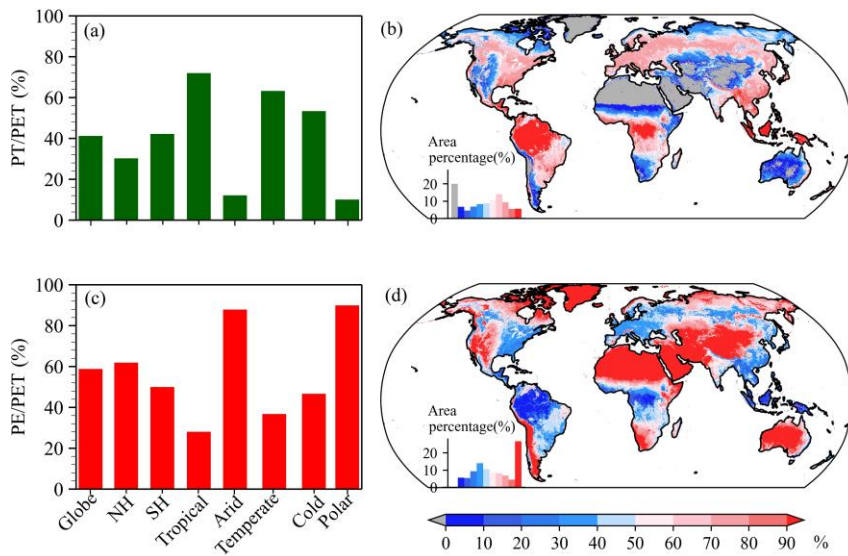 (a)
PT/PET (%)
100
80
60
40
20
0
(b)
Area
percentage(%)
20
10
0
(c)
PE/PET (%)
100
80
60
40
20
0
Globe
NH
SH
Tropical
Arid
Temperate
Cold
Polar
(d)
Area
percentage(%)
20
10
0
0 10 20 30 40 50 60 70 80 90 %